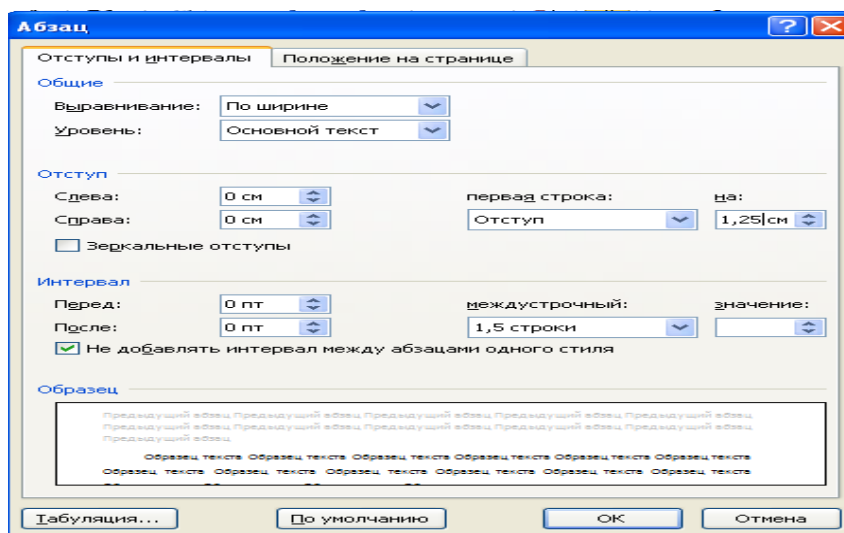 Абзац
Отступы и интервалы Положение на странице
Общие
Выравнивание: По ширине
Уровень: Основной текст
Отступ
Слева: 0 см первая строка: на:
Справа: 0 см Отступ 1,25 см
Зеркальные отступы
Интервал
Перед: 0 пт междустрочный: значение:
После: 0 пт 1,5 строки
Не добавлять интервал между абзацами одного стиля
Образец
Предыдущий абзац Предыдущий абзац Предыдущий абзац Предыдущий абзац Предыдущий абзац
Предыдущий абзац Предыдущий абзац Предыдущий абзац Предыдущий абзац Предыдущий абзац
Предыдущий абзац
Образец текста Образец текста Образец текста Образец текста Образец текста Образец текста
Образец текста Образец текста Образец текста Образец текста Образец текста Образец текста
Табуляция... По умолчанию ОК Отмена